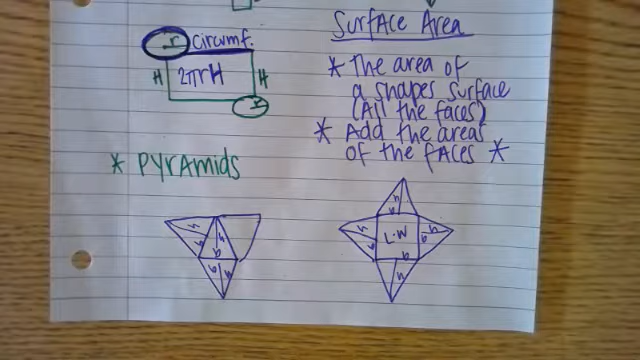 Surface Area
r Circumf.
H 2πrH H
r
* The area of
a shapes surface
(All the faces)
* Add the areas
of the faces *
* Pyramids
h
b
h
b
b
h
h
b
h
b
L·W
b
h
b
h